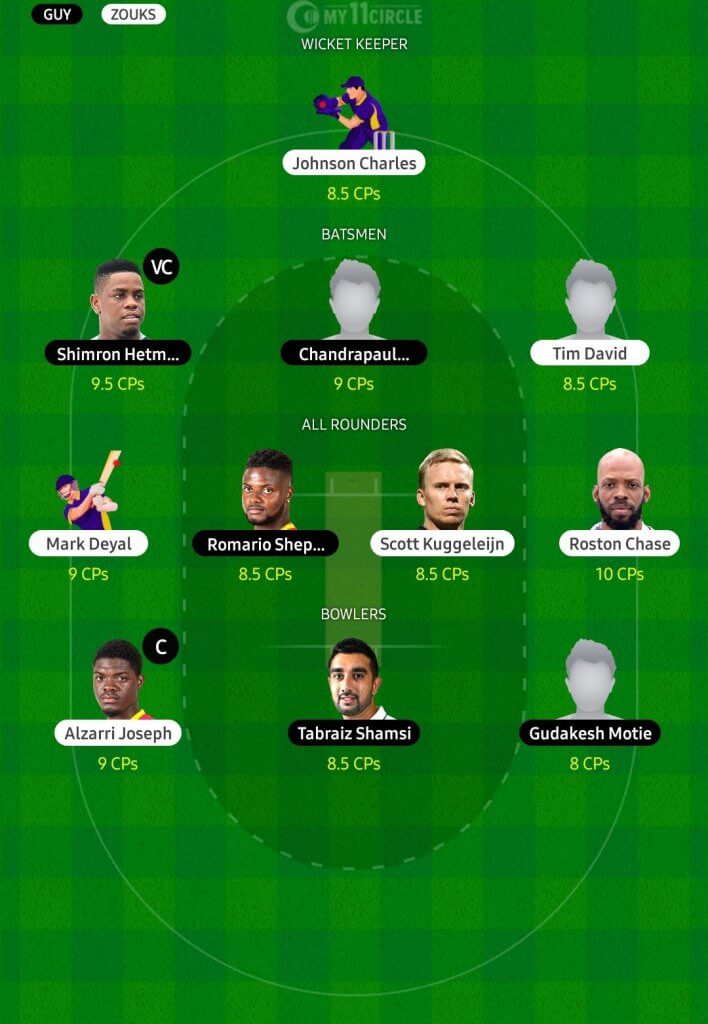 GUY ZOUKS
MY11CIRCLE
WICKET KEEPER
Johnson Charles
8.5 CPs
BATSMEN
VC
Shimron Hetm... Chandrapaul... Tim David
9.5 CPs 9 CPs 8.5 CPs
ALL ROUNDERS
Mark Deyal Romario Shep... Scott Kuggeleijn Roston Chase
9 CPs 8.5 CPs 8.5 CPs 10 CPs
BOWLERS
C
Alzarri Joseph Tabraiz Shamsi Gudakesh Motie
9 CPs 8.5 CPs 8 CPs